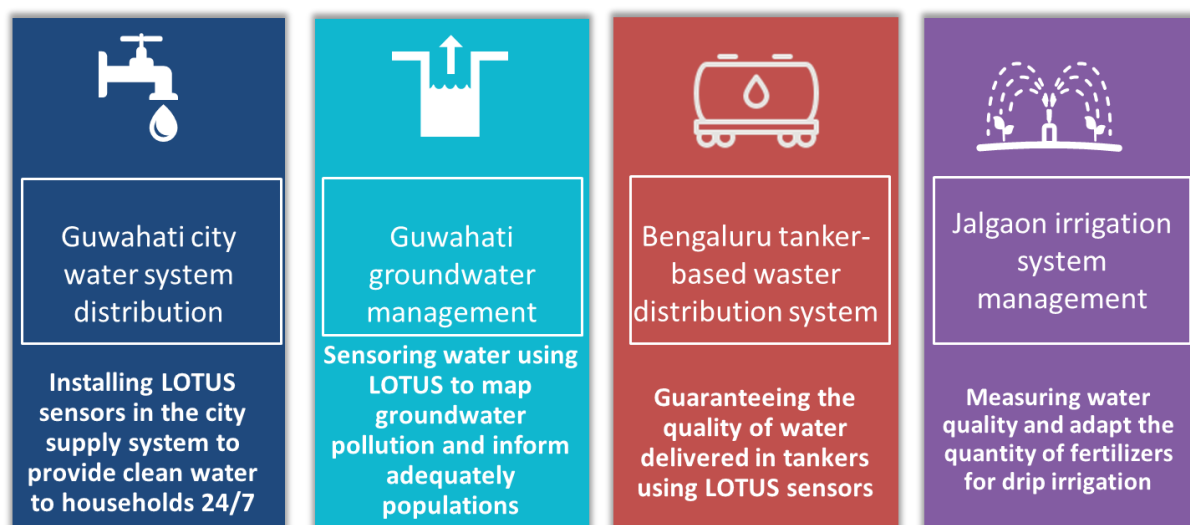 Guwahati city
water system
distribution
Installing LOTUS
sensors in the city
supply system to
provide clean water
to households 24/7
Guwahati
groundwater
management
Sensoring water using
LOTUS to map
groundwater
pollution and inform
adequately
populations
Bengaluru tanker-
based waster
distribution system
Guaranteeing the
quality of water
delivered in tankers
using LOTUS sensors
Jalgaon irrigation
system
management
Measuring water
quality and adapt the
quantity of fertilizers
for drip irrigation